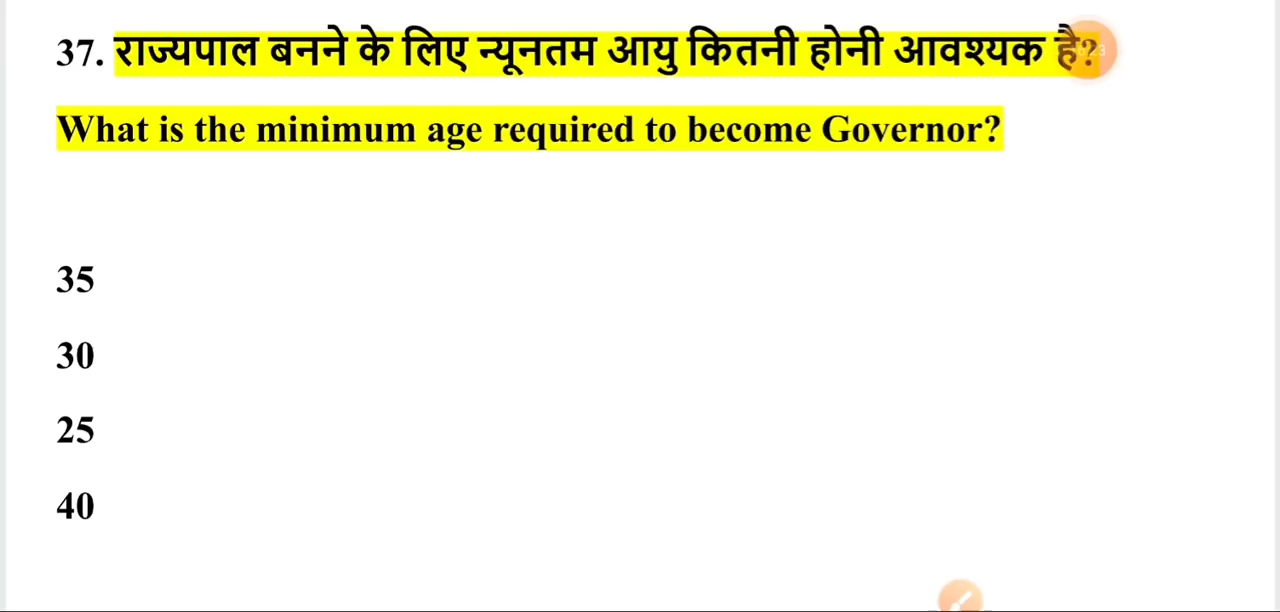 37. राज्यपाल बनने के लिए न्यूनतम आयु कितनी होनी आवश्यक है?
What is the minimum age required to become Governor?
35
30
25
40